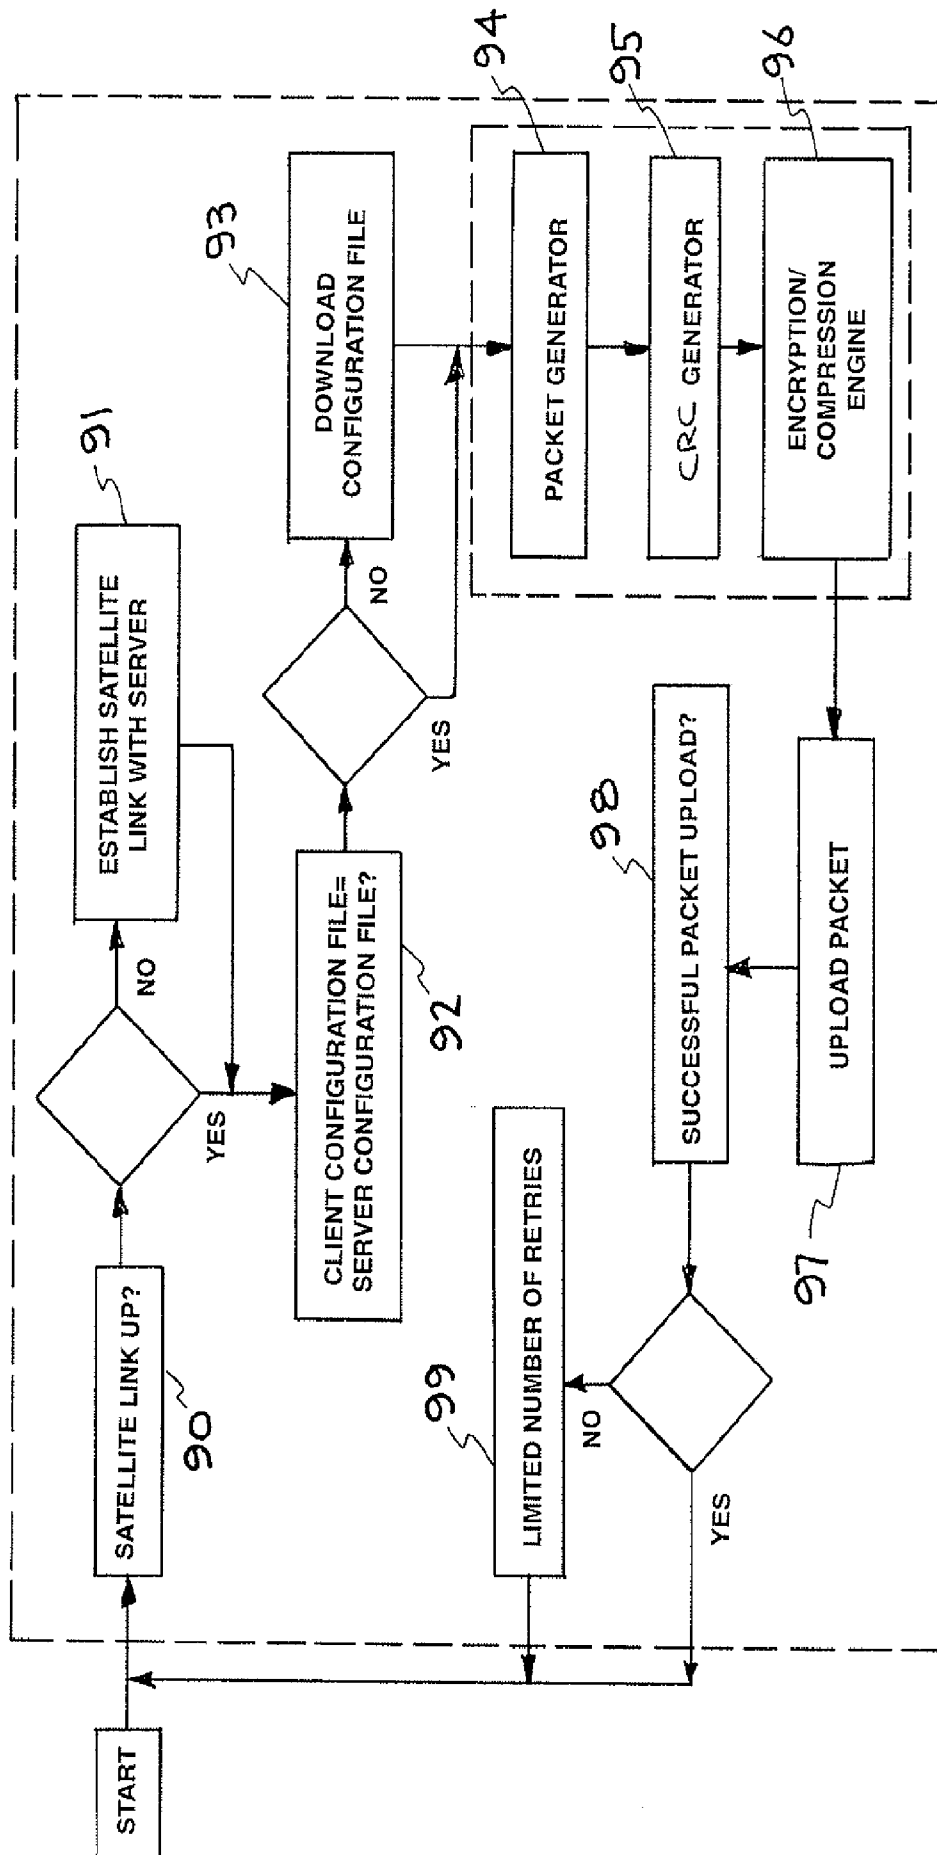 START
SATELLITE LINK UP?
90
NO
YES
ESTABLISH SATELLITE
LINK WITH SERVER
91
CLIENT CONFIGURATION FILE=
SERVER CONFIGURATION FILE?
92
NO
YES
DOWNLOAD
CONFIGURATION FILE
93
PACKET GENERATOR
94
CRC GENERATOR
95
ENCRYPTION/
COMPRESSION
ENGINE
96
UPLOAD PACKET
97
SUCCESSFUL PACKET UPLOAD?
98
NO
YES
LIMITED NUMBER OF RETRIES
99